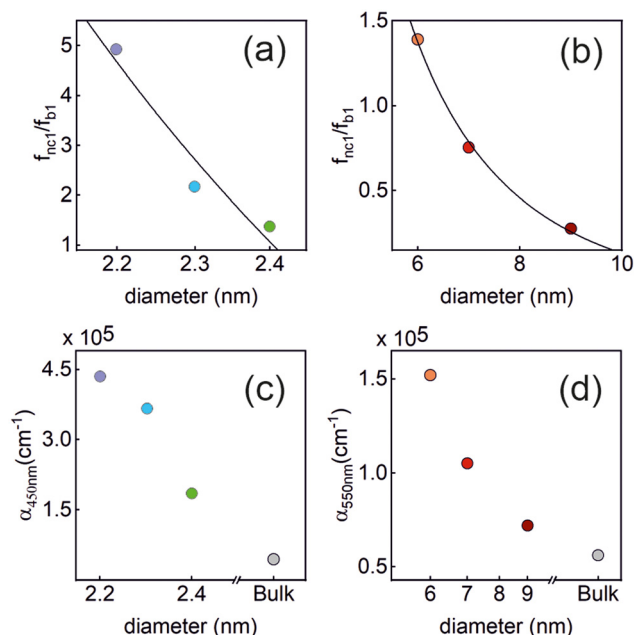 (a)
f_nc1/f_b1
5
4
3
2
1
2.2 2.3 2.4
diameter (nm)
(b)
f_nc1/f_b1
1.5
1.0
0.5
6 8 10
diameter (nm)
x 10^5
(c)
α_450nm(cm^-1)
4.5
3.0
1.5
2.2 2.4 Bulk
diameter (nm)
x 10^5
(d)
α_550nm(cm^-1)
1.5
1.0
0.5
6 7 8 9 Bulk
diameter (nm)